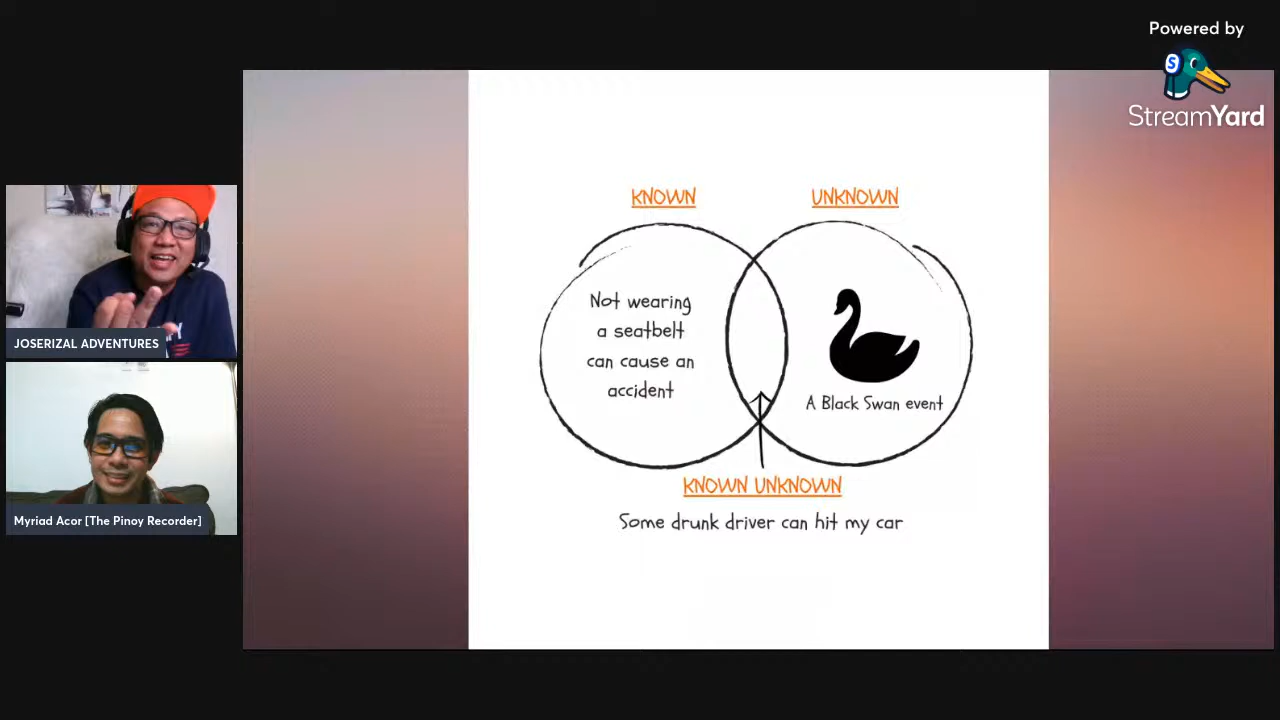 Powered by
S
StreamYard
KNOWN
UNKNOWN
Not wearing
a seatbelt
can cause an
accident
A Black Swan event
KNOWN UNKNOWN
Some drunk driver can hit my car
JOSERIZAL ADVENTURES
Myriad Acor [The Pinoy Recorder]